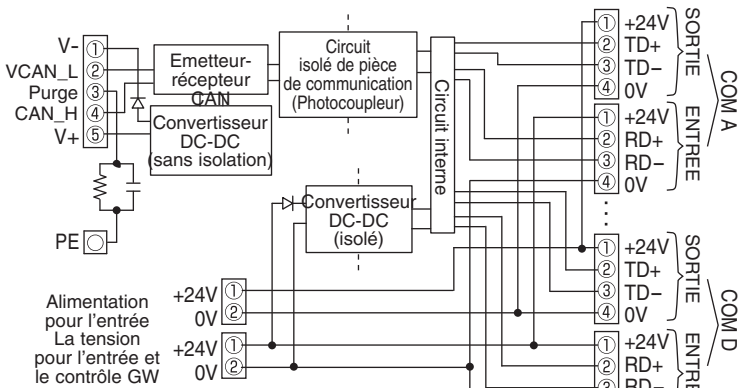 V-
VCAN_L
Purge
CAN_H
V+
①
②
③
④
⑤
PE
Emetteur-
récepteur
CAN
Convertisseur
DC-DC
(sans isolation)
Circuit
isolé de pièce
de communication
(Photocoupleur)
Circuit interne
Convertisseur
DC-DC
(isolé)
① +24V
② TD+
③ TD−
④ 0V
SORTIE
① +24V
② RD+
③ RD−
④ 0V
ENTREE
COM A
① +24V
② TD+
③ TD−
④ 0V
SORTIE
① +24V
② RD+
③ RD−
ENTRE
COM D
Alimentation
pour l'entrée
La tension
pour l'entrée et
le contrôle GW
+24V ①
0V ②
+24V ①
0V ②